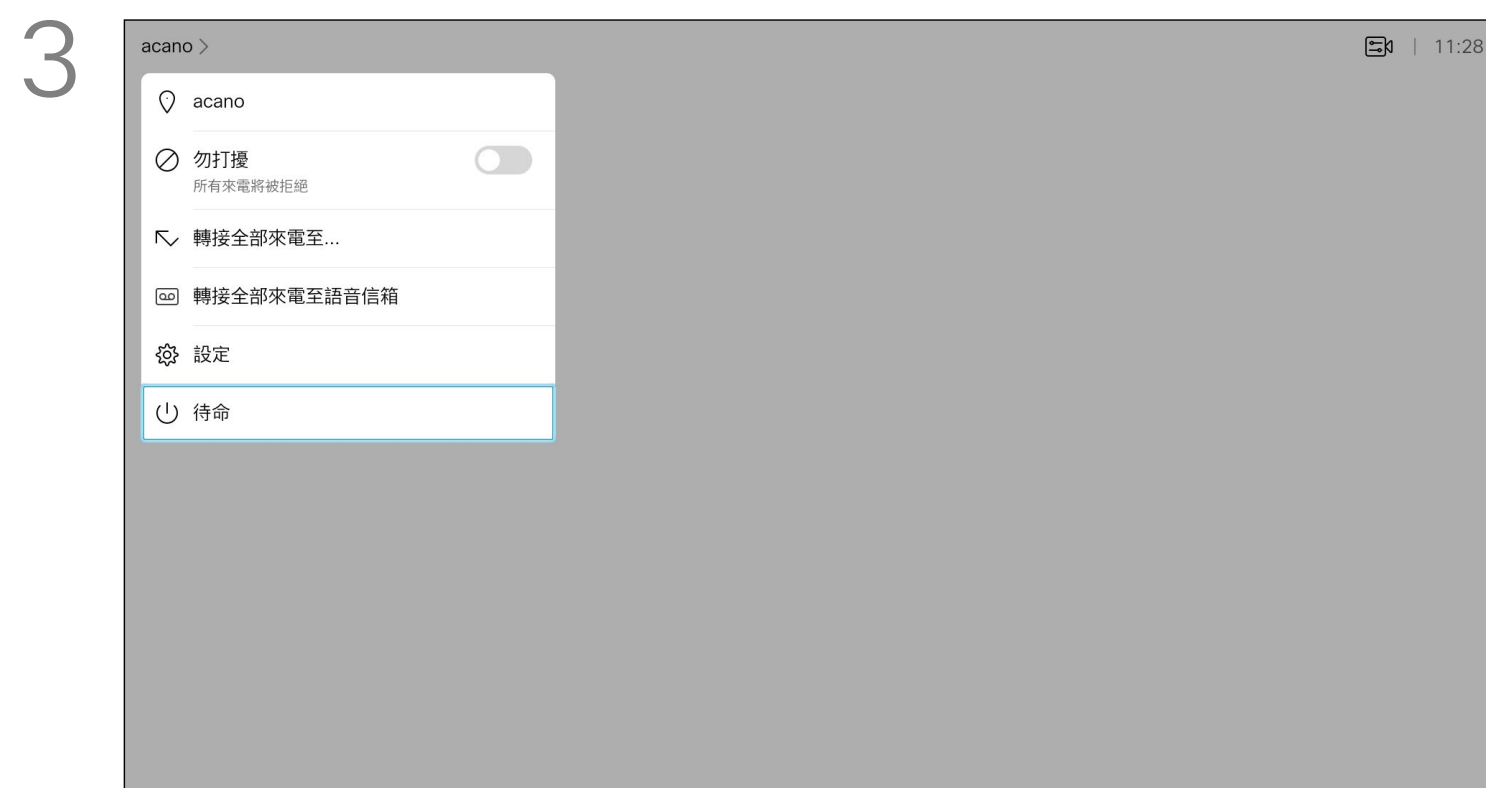 3
acano >
11:28
acano
勿打擾
所有來電將被拒絕
轉接全部來電至...
轉接全部來電至語音信箱
設定
待命